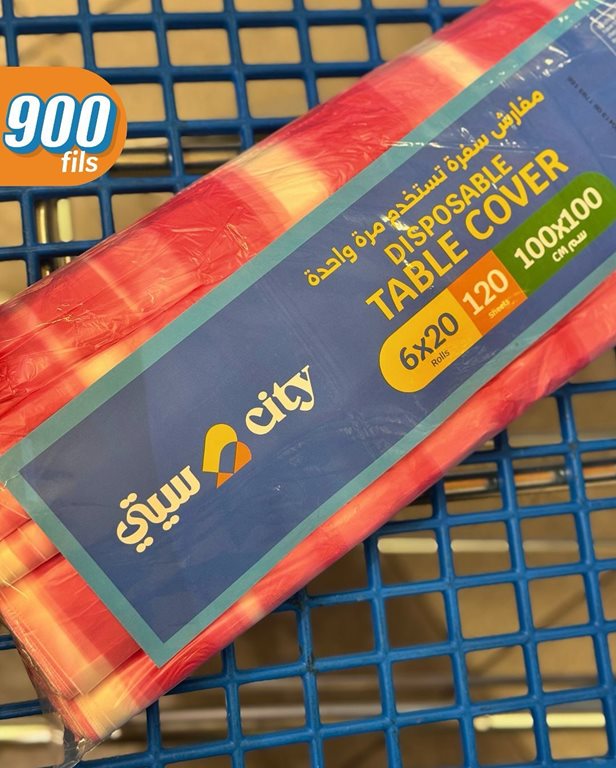 900
fils
مفارش سفرة تستخدم مرة واحدة
DISPOSABLE
TABLE COVER
6x20
Rolls
120
Sheets
100x100
CM سم
city سيتي